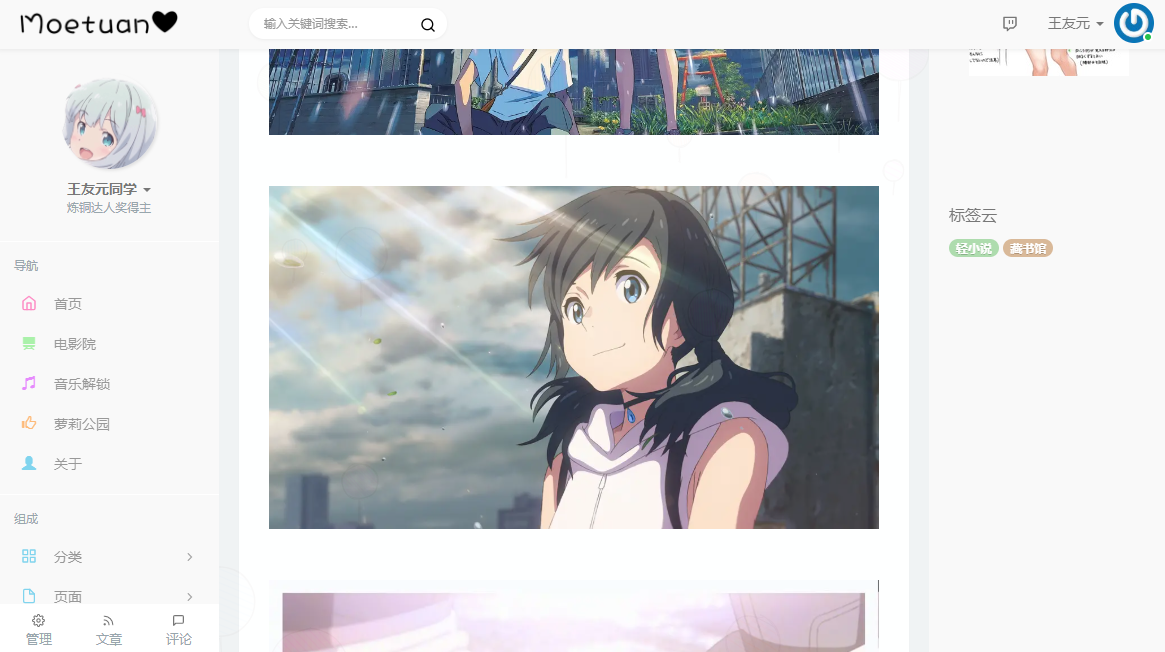 Moetuan
输入关键词搜索...
王友元
王友元同学
炼铜达人奖得主
导航
首页
电影院
音乐解锁
萝莉公园
关于
组成
分类
页面
管理
文章
评论
标签云
轻小说
藏书馆